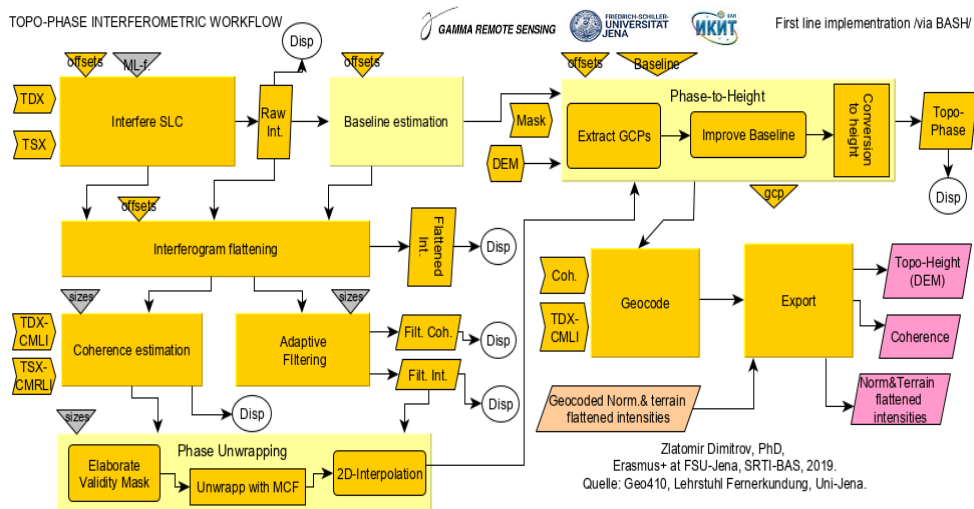 TOPO-PHASE INTERFEROMETRIC WORKFLOW
GAMMA REMOTE SENSING
FRIEDRICH-SCHILLER-
UNIVERSITÄT
JENA
ИКИТ
БАН
First line implementation /via BASH/
offsets
ML-f.
Disp
offsets
offsets
Baseline
TDX
TSX
Interfere SLC
Raw
Int.
Baseline estimation
Phase-to-Height
Mask
DEM
Extract GCPs
Improve Baseline
Conversion
to height
Topo-
Phase
Disp
gcp
offsets
Interferogram flattening
Flattened
Int.
Disp
sizes
sizes
TDX-
CMLI
TSX-
CMRLI
Coherence estimation
Adaptive
FIltering
Filt. Coh.
Filt. Int.
Disp
Disp
Disp
Coh.
TDX-
CMLI
Geocode
Export
Topo-Height
(DEM)
Coherence
Norm&Terrain
flattened
intensities
Geocoded Norm.& terrain
flattened intensities
sizes
Phase Unwrapping
Elaborate
Validity Mask
Unwrapp with MCF
2D-Interpolation
Zlatomir Dimitrov, PhD,
Erasmus+ at FSU-Jena, SRTI-BAS, 2019.
Quelle: Geo410, Lehrstuhl Fernerkundung, Uni-Jena.